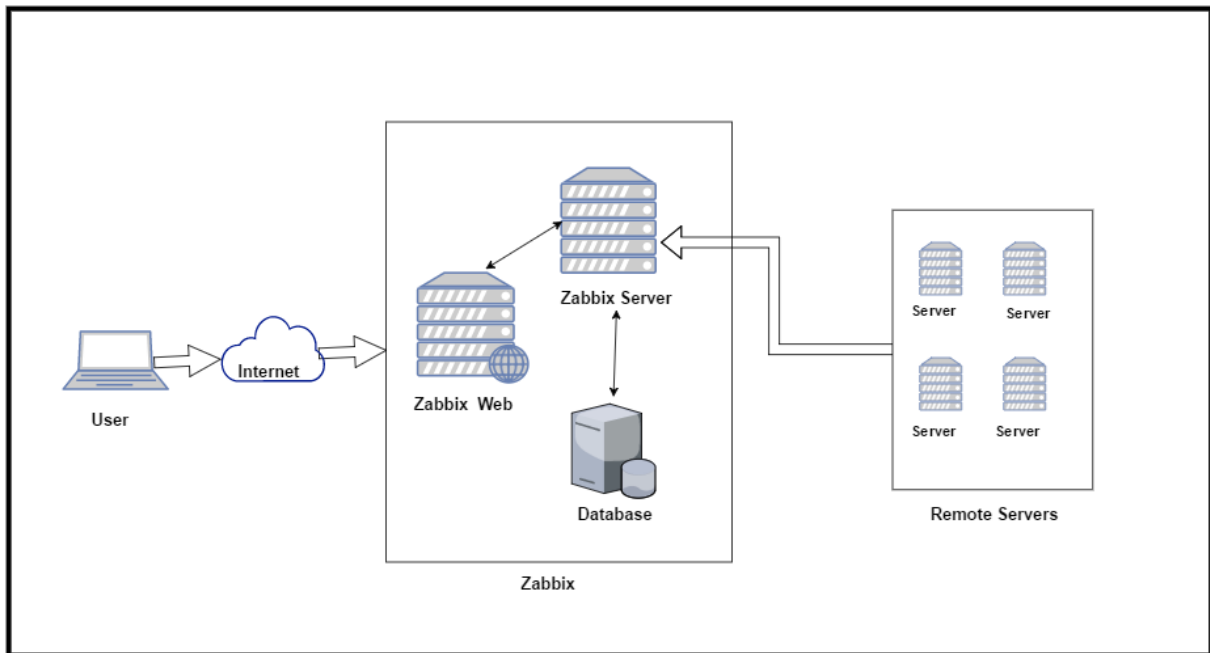 User
Internet
Zabbix Web
Zabbix Server
Database
Zabbix
Server
Server
Server
Server
Remote Servers